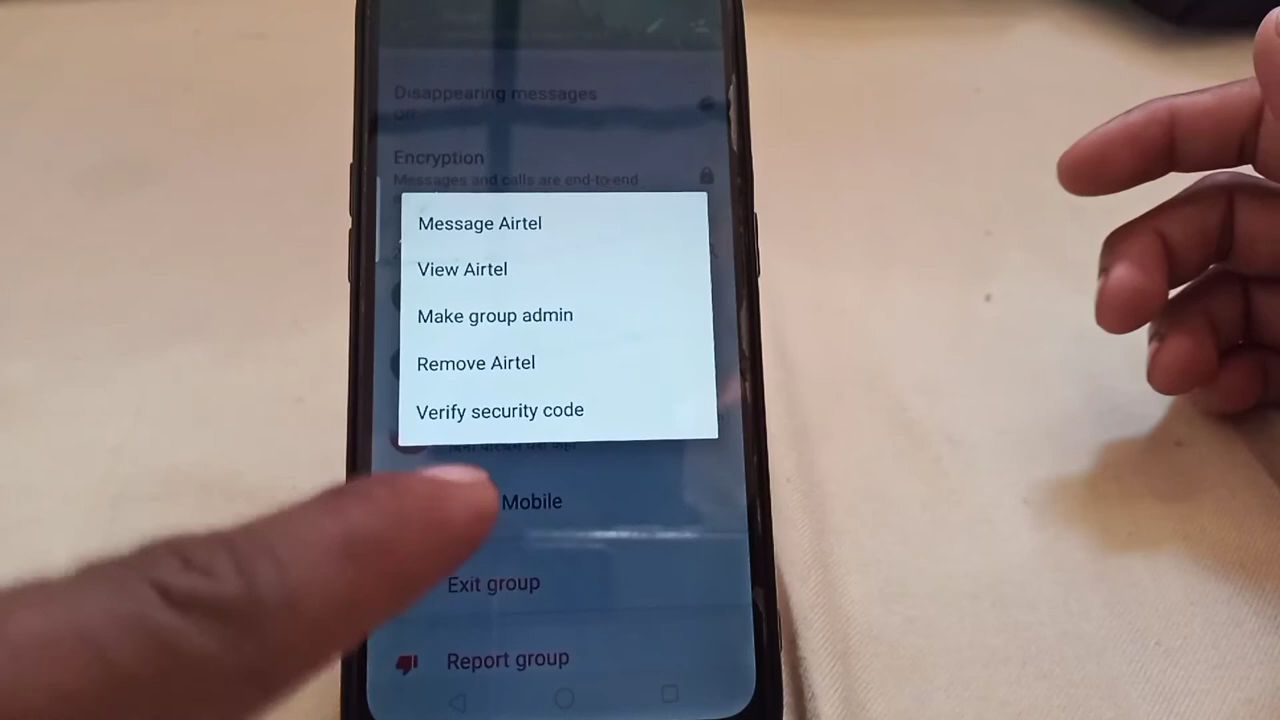 Disappearing messages
Off
Encryption
Messages and calls are end-to-end
Message Airtel
View Airtel
Make group admin
Remove Airtel
Verify security code
Mobile
Exit group
Report group